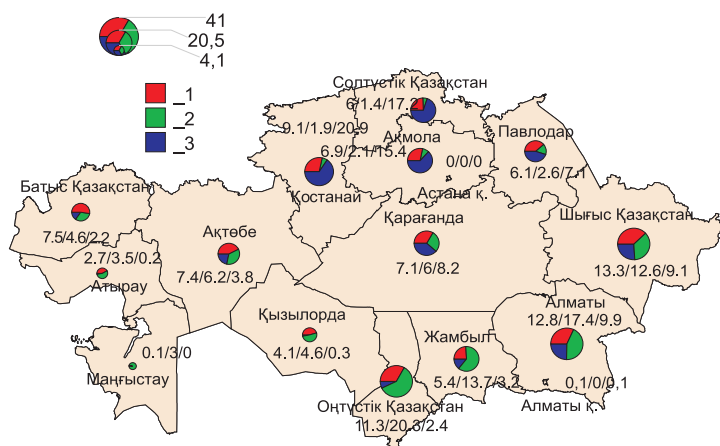 41
20,5
4,1
_1
_2
_3
Солтүстік Қазақстан
6/1.4/17.2
9.1/1.9/20.9
Қостанай
Ақмола
6.9/2.1/15.4
0/0/0
Астана қ.
Павлодар
6.1/2.6/7.1
Батыс Қазақстан
7.5/4.6/2.2
Ақтөбе
7.4/6.2/3.8
Қарағанда
7.1/6/8.2
Шығыс Қазақстан
13.3/12.6/9.1
2.7/3.5/0.2
Атырау
Қызылорда
4.1/4.6/0.3
Жамбыл
5.4/13.7/3.2
Алматы
12.8/17.4/9.9
0.1/3/0
Маңғыстау
Оңтүстік Қазақстан
11.3/20.3/2.4
0,1/0/0,1
Алматы қ.